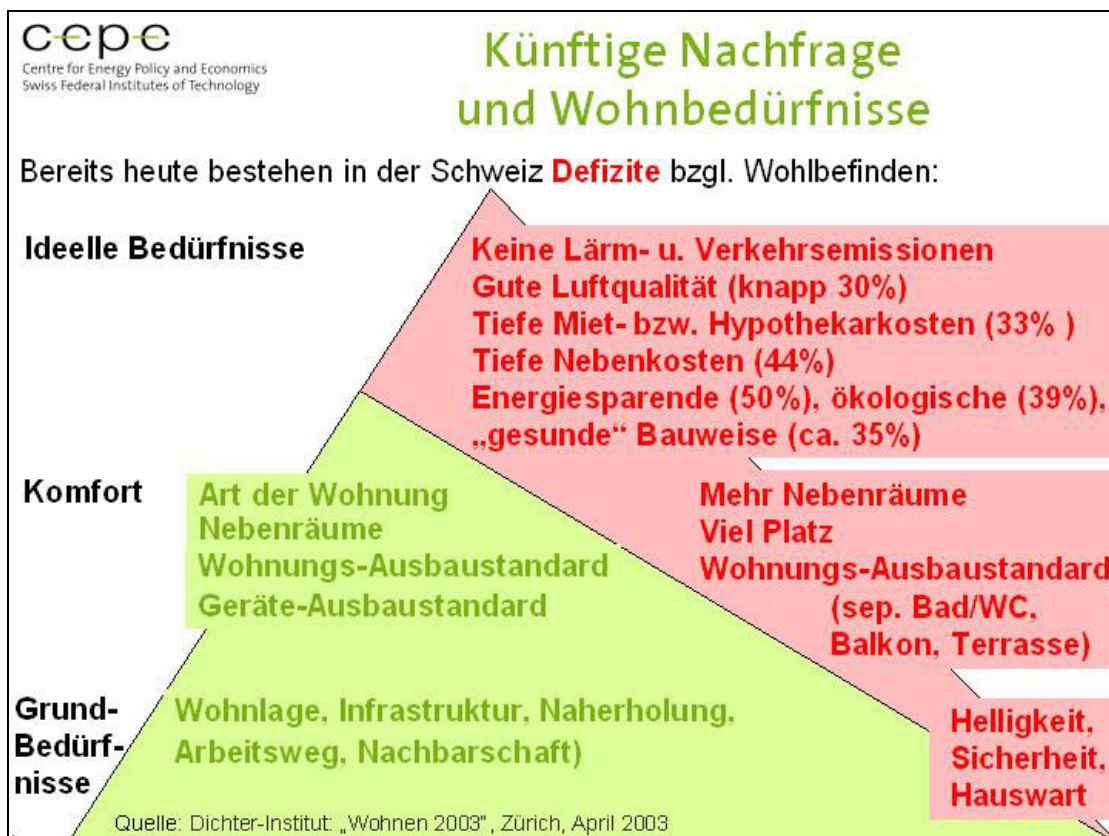 cepe
Centre for Energy Policy and Economics
Swiss Federal Institutes of Technology
Künftige Nachfrage
und Wohnbedürfnisse
Bereits heute bestehen in der Schweiz Defizite bzgl. Wohlbefinden:
Ideelle Bedürfnisse
Keine Lärm- u. Verkehrsemissionen
Gute Luftqualität (knapp 30%)
Tiefe Miet- bzw. Hypothekarkosten (33% )
Tiefe Nebenkosten (44%)
Energiesparende (50%), ökologische (39%),
„gesunde“ Bauweise (ca. 35%)
Komfort
Art der Wohnung
Nebenräume
Wohnungs-Ausbaustandard
Geräte-Ausbaustandard
Mehr Nebenräume
Viel Platz
Wohnungs-Ausbaustandard
(sep. Bad/WC,
Balkon, Terrasse)
Grund-
Bedürf-
nisse
Wohnlage, Infrastruktur, Naherholung,
Arbeitsweg, Nachbarschaft)
Helligkeit,
Sicherheit,
Hauswart
Quelle: Dichter-Institut: „Wohnen 2003“, Zürich, April 2003